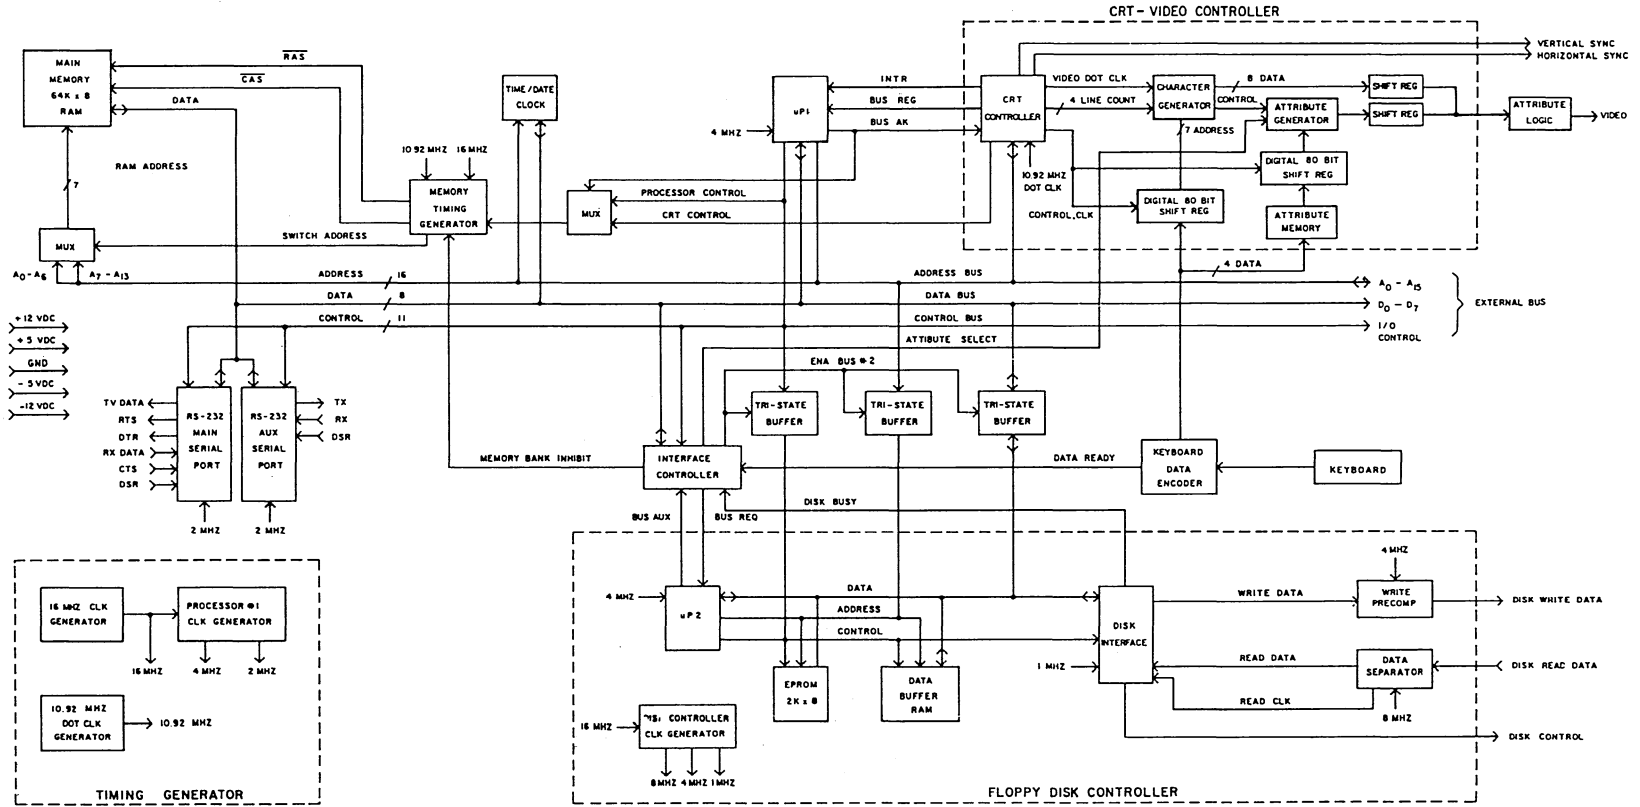 CRT - VIDEO CONTROLLER
VERTICAL SYNC
HORIZONTAL SYNC
MAIN
MEMORY
64K x 8
RAM
RAS
CAS
DATA
TIME/DATE
CLOCK
uP1
4 MHZ
INTR
BUS REG
BUS AK
CRT
CONTROLLER
VIDEO DOT CLK
4 LINE COUNT
CHARACTER
GENERATOR
8 DATA
CONTROL
SHIFT REG
ATTRIBUTE
GENERATOR
SHIFT REG
ATTRIBUTE
LOGIC
VIDEO
7 ADDRESS
RAM ADDRESS
7
10.92 MHZ
16 MHZ
MEMORY
TIMING
GENERATOR
MUX
PROCESSOR CONTROL
CRT CONTROL
10.92 MHZ
DOT CLK
CONTROL, CLK
DIGITAL 80 BIT
SHIFT REG
DIGITAL 80 BIT
SHIFT REG
ATTRIBUTE
MEMORY
MUX
SWITCH ADDRESS
A0-A6
A7-A13
4 DATA
ADDRESS 16
ADDRESS BUS
A0 - A15
DATA 8
DATA BUS
D0 - D7
EXTERNAL BUS
CONTROL 11
CONTROL BUS
I/O
CONTROL
+12 VDC
+5 VDC
GND
- 5 VDC
-12 VDC
ATTIBUTE SELECT
ENA BUS #2
TV DATA
RTS
DTR
RX DATA
CTS
DSR
RS-232
MAIN
SERIAL
PORT
RS-232
AUX
SERIAL
PORT
TX
RX
DSR
2 MHZ
2 MHZ
TRI-STATE
BUFFER
TRI-STATE
BUFFER
TRI-STATE
BUFFER
MEMORY BANK INHIBIT
INTERFACE
CONTROLLER
DATA READY
KEYBOARD
DATA
ENCODER
KEYBOARD
DISK BUSY
BUS AUX
BUS REQ
16 MHZ CLK
GENERATOR
PROCESSOR #1
CLK GENERATOR
16 MHZ
4 MHZ
2 MHZ
10.92 MHZ
DOT CLK
GENERATOR
10.92 MHZ
TIMING GENERATOR
4 MHZ
uP2
DATA
ADDRESS
CONTROL
DISK
INTERFACE
1 MHZ
WRITE DATA
4 MHZ
WRITE
PRECOMP
DISK WHITE DATA
READ DATA
DATA
SEPARATOR
DISK READ DATA
READ CLK
8 MHZ
EPROM
2K x 8
DATA
BUFFER
RAM
16 MHZ
CONTROLLER
CLK GENERATOR
8MHZ 4MHZ 1MHZ
DISK CONTROL
FLOPPY DISK CONTROLLER